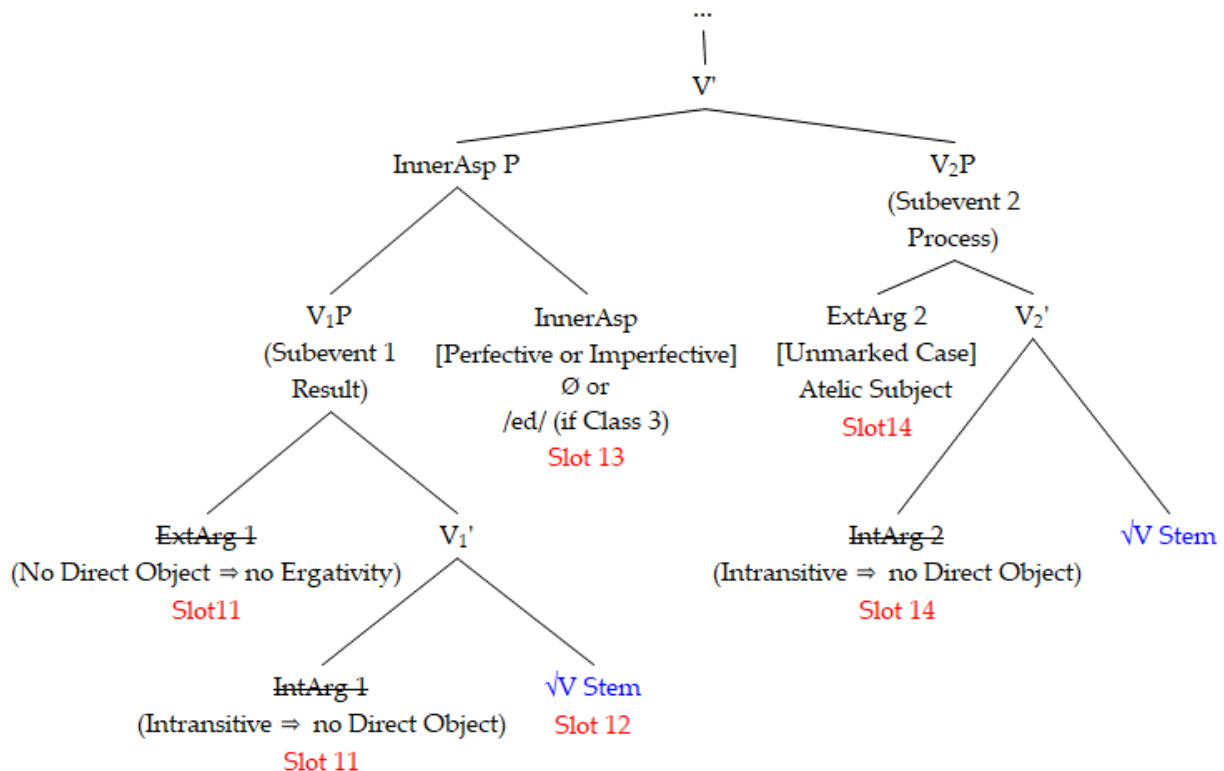 ...
V'
InnerAsp P
V₂P
(Subevent 2
Process)
V₁P
(Subevent 1
Result)
InnerAsp
[Perfective or Imperfective]
Ø or
/ed/ (if Class 3)
Slot 13
ExtArg 2
[Unmarked Case]
Atelic Subject
Slot14
V₂'
ExtArg 1
(No Direct Object ⇒ no Ergativity)
Slot11
V₁'
IntArg 2
(Intransitive ⇒ no Direct Object)
Slot 14
√V Stem
IntArg 1
(Intransitive ⇒ no Direct Object)
Slot 11
√V Stem
Slot 12